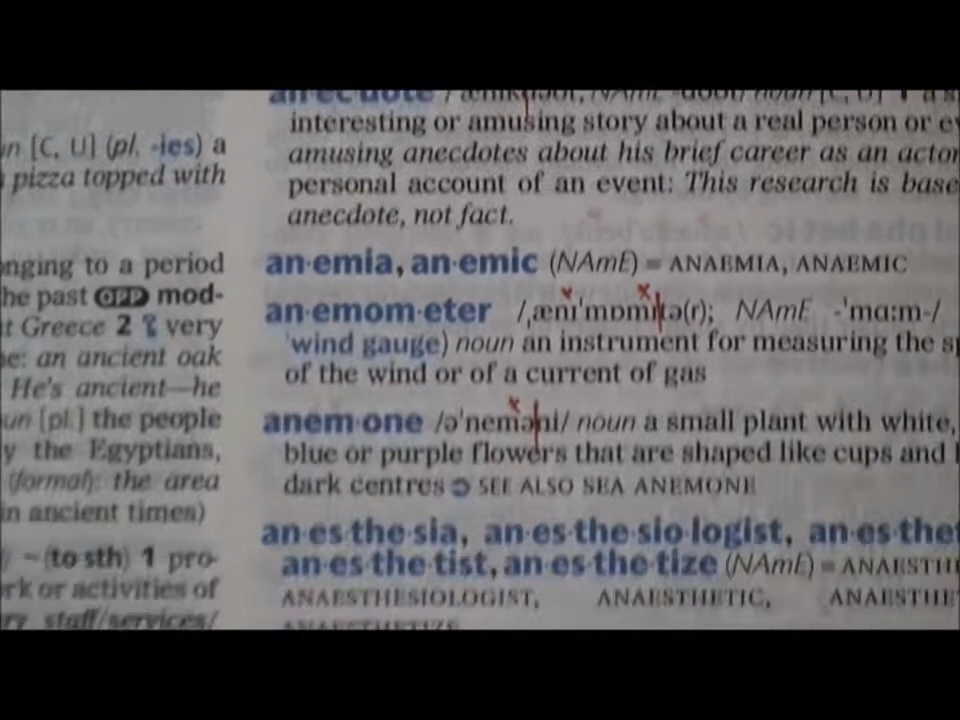 un [C, U] (pl. -ies) a
pizza topped with
onging to a period
he past OPP mod-
t Greece 2 very
e: an ancient oak
He's ancient—he
un [pl.] the people
y the Egyptians,
(formal): the area
in ancient times)
~ (to sth) 1 pro-
rk or activities of
ry staff/services/
an·ec·dote noun [C, U] 1 a s
interesting or amusing story about a real person or ev
amusing anecdotes about his brief career as an actor
personal account of an event: This research is base
anecdote, not fact.
an·emia, an·emic (NAmE) = ANAEMIA, ANAEMIC
an·emom·eter /ˌænɪˈmɒmɪtə(r); NAmE -ˈmɑːm-/
wind gauge) noun an instrument for measuring the sp
of the wind or of a current of gas
anem·one /əˈneməni/ noun a small plant with white,
blue or purple flowers that are shaped like cups and h
dark centres SEE ALSO SEA ANEMONE
an·es·the·sia, an·es·the·sio·logist, an·es·thet
an·es·the·tist, an·es·the·tize (NAmE) = ANAESTHE
ANAESTHESIOLOGIST, ANAESTHETIC, ANAESTHE
ANAESTHETIZE